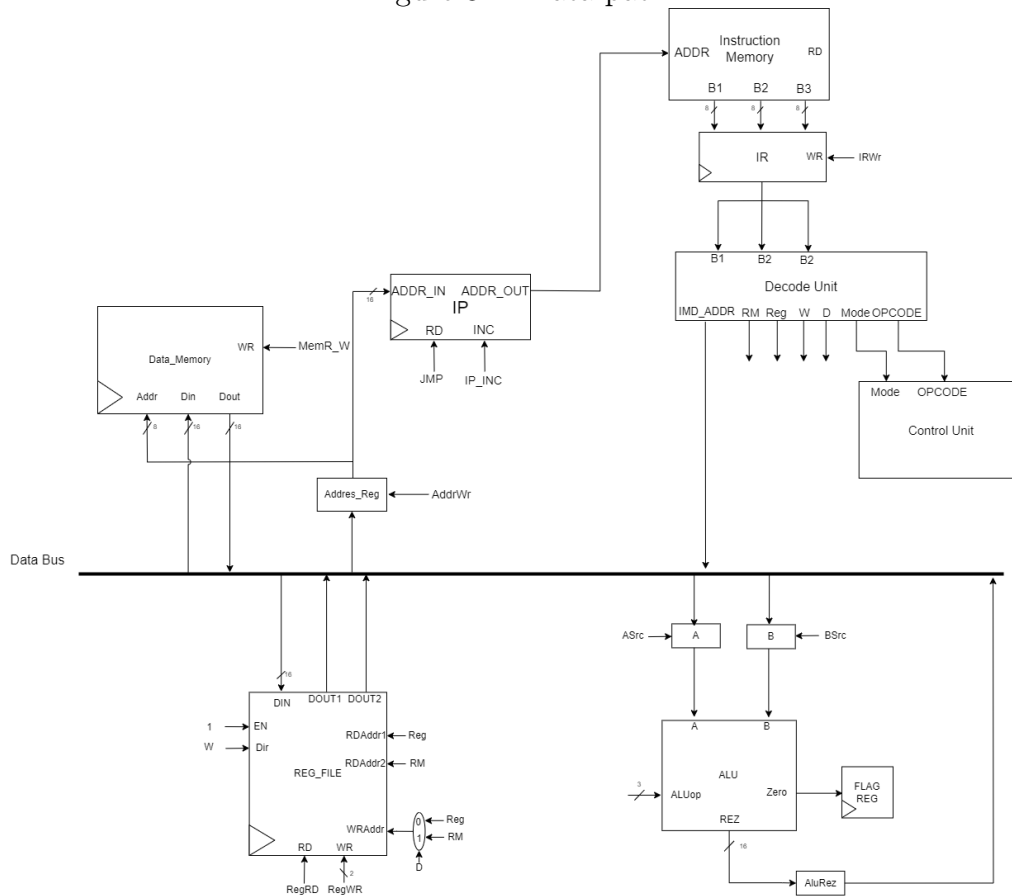 Instruction
Memory
ADDR
RD
B1 B2 B3
8 8 8
IR
WR
IRWr
B1 B2 B2
Decode Unit
IMD_ADDR RM Reg W D Mode OPCODE
Mode OPCODE
Control Unit
16
ADDR_IN ADDR_OUT
IP
RD INC
JMP IP_INC
WR
MemR_W
Data_Memory
Addr Din Dout
8 16 16
Addres_Reg
AddrWr
Data Bus
16
DIN DOUT1 DOUT2
1
EN
W
Dir
REG_FILE
RDAddr1
Reg
RDAddr2
RM
WRAddr
0
Reg
1
RM
D
RD WR
2
RegRD RegWR
ASrc
A
B
BSrc
A B
ALU
3
ALUop
Zero
REZ
FLAG
REG
16
AluRez